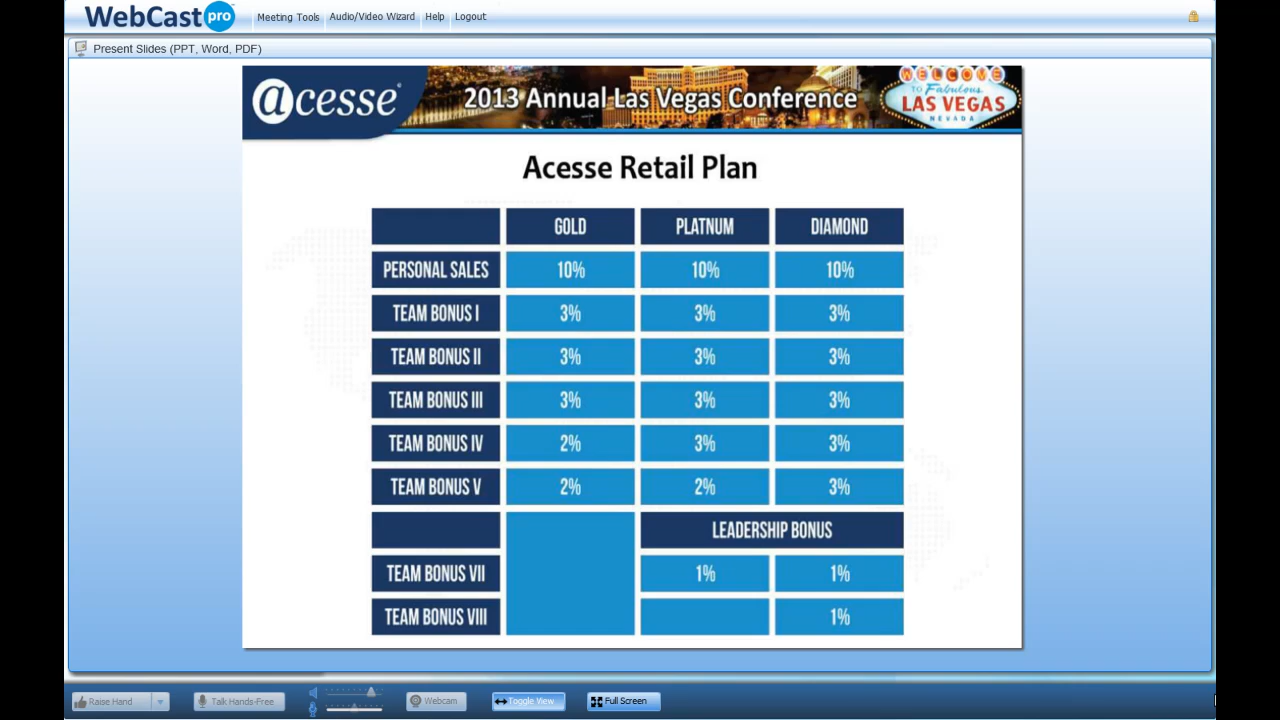 WebCast pro Meeting Tools Audio/Video Wizard Help Logout
Present Slides (PPT, Word, PDF)
@cesse® 2013 Annual Las Vegas Conference WELCOME
TO Fabulous
LAS VEGAS
NEVADA
Acesse Retail Plan
GOLD PLATNUM DIAMOND
PERSONAL SALES 10% 10% 10%
TEAM BONUS I 3% 3% 3%
TEAM BONUS II 3% 3% 3%
TEAM BONUS III 3% 3% 3%
TEAM BONUS IV 2% 3% 3%
TEAM BONUS V 2% 2% 3%
LEADERSHIP BONUS
TEAM BONUS VII 1% 1%
TEAM BONUS VIII 1%
Raise Hand Talk Hands-Free Webcam Toggle View Full Screen